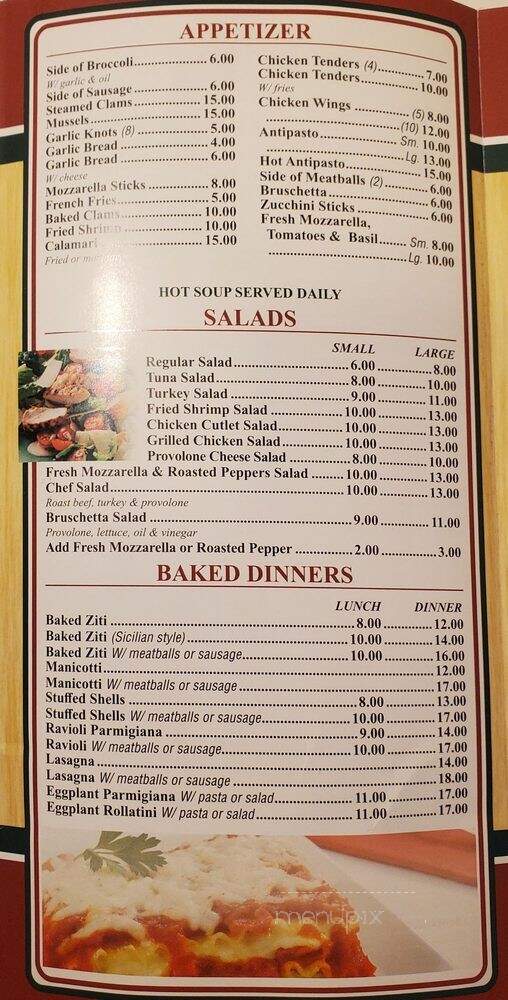 APPETIZER
Side of Broccoli 6.00
W/ garlic & oil
Side of Sausage 6.00
Steamed Clams 15.00
Mussels 15.00
Garlic Knots (8) 5.00
Garlic Bread 4.00
Garlic Bread 6.00
W/ cheese
Mozzarella Sticks 8.00
French Fries 5.00
Baked Clams 10.00
Fried Shrimp 10.00
Calamari 15.00
Fried or
Chicken Tenders (4) 7.00
Chicken Tenders 10.00
W/ fries
Chicken Wings (5) 8.00
(10) 12.00
Antipasto Sm. 10.00
Lg. 13.00
Hot Antipasto 15.00
Side of Meatballs (2) 6.00
Bruschetta 6.00
Zucchini Sticks 6.00
Fresh Mozzarella,
Tomatoes & Basil Sm. 8.00
Lg. 10.00
HOT SOUP SERVED DAILY
SALADS
SMALL LARGE
Regular Salad 6.00 8.00
Tuna Salad 8.00 10.00
Turkey Salad 9.00 11.00
Fried Shrimp Salad 10.00 13.00
Chicken Cutlet Salad 10.00 13.00
Grilled Chicken Salad 10.00 13.00
Provolone Cheese Salad 8.00 10.00
Fresh Mozzarella & Roasted Peppers Salad 10.00 13.00
Chef Salad 10.00 13.00
Roast beef, turkey & provolone
Bruschetta Salad 9.00 11.00
Provolone, lettuce, oil & vinegar
Add Fresh Mozzarella or Roasted Pepper 2.00 3.00
BAKED DINNERS
LUNCH DINNER
Baked Ziti 8.00 12.00
Baked Ziti (Sicilian style) 10.00 14.00
Baked Ziti W/ meatballs or sausage 10.00 16.00
Manicotti 12.00
Manicotti W/ meatballs or sausage 17.00
Stuffed Shells 8.00 13.00
Stuffed Shells W/ meatballs or sausage 10.00 17.00
Ravioli Parmigiana 9.00 14.00
Ravioli W/ meatballs or sausage 10.00 17.00
Lasagna 14.00
Lasagna W/ meatballs or sausage 18.00
Eggplant Parmigiana W/ pasta or salad 11.00 17.00
Eggplant Rollatini W/ pasta or salad 11.00 17.00
menupix